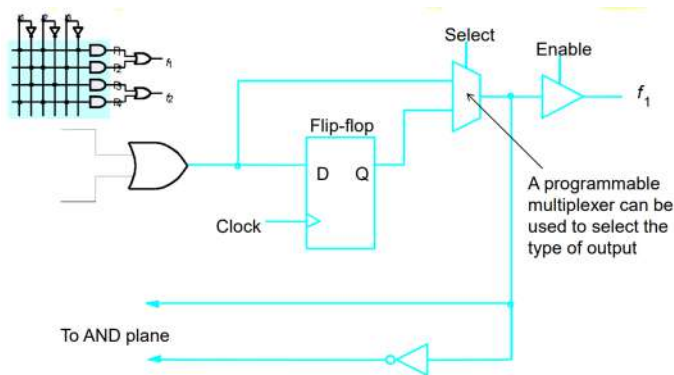 f1
f2
Select
Enable
f1
Flip-flop
D Q
Clock
A programmable
multiplexer can be
used to select the
type of output
To AND plane